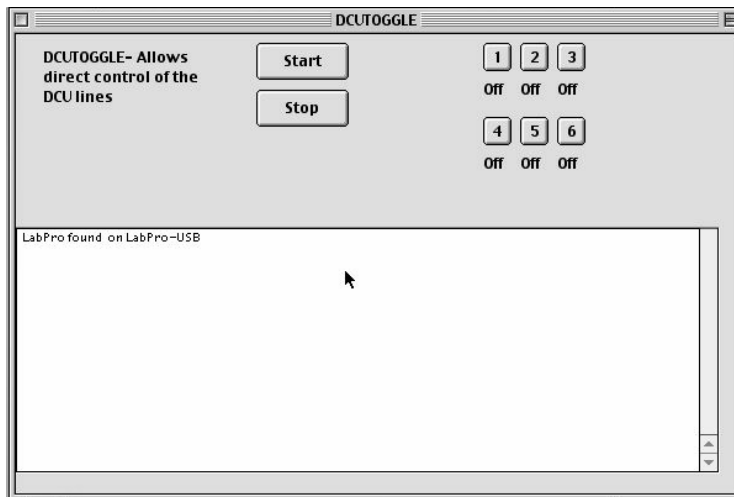 DCUTOGGLE
DCUTOGGLE- Allows
direct control of the
DCU lines
Start
Stop
1 2 3
Off Off Off
4 5 6
Off Off Off
LabPro found on LabPro-USB